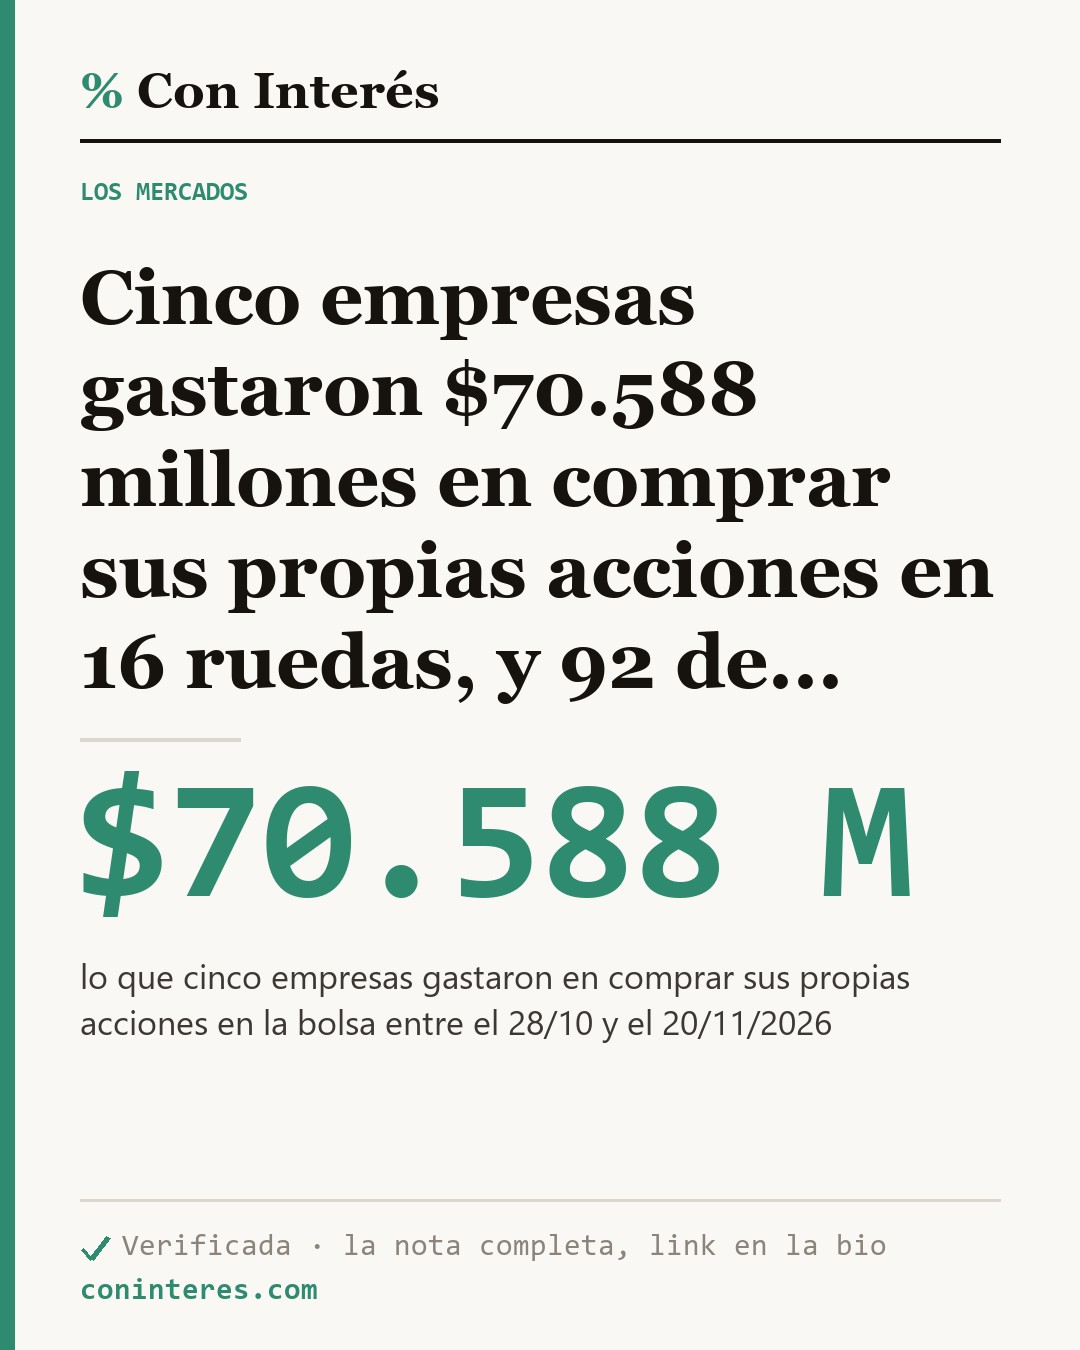 % Con Interés
LOS MERCADOS
Cinco empresas
gastaron $70.588
millones en comprar
sus propias acciones en
16 ruedas, y 92 de...
$70.588 M
lo que cinco empresas gastaron en comprar sus propias
acciones en la bolsa entre el 28/10 y el 20/11/2026
Verificada · la nota completa, link en la bio
coninteres.com